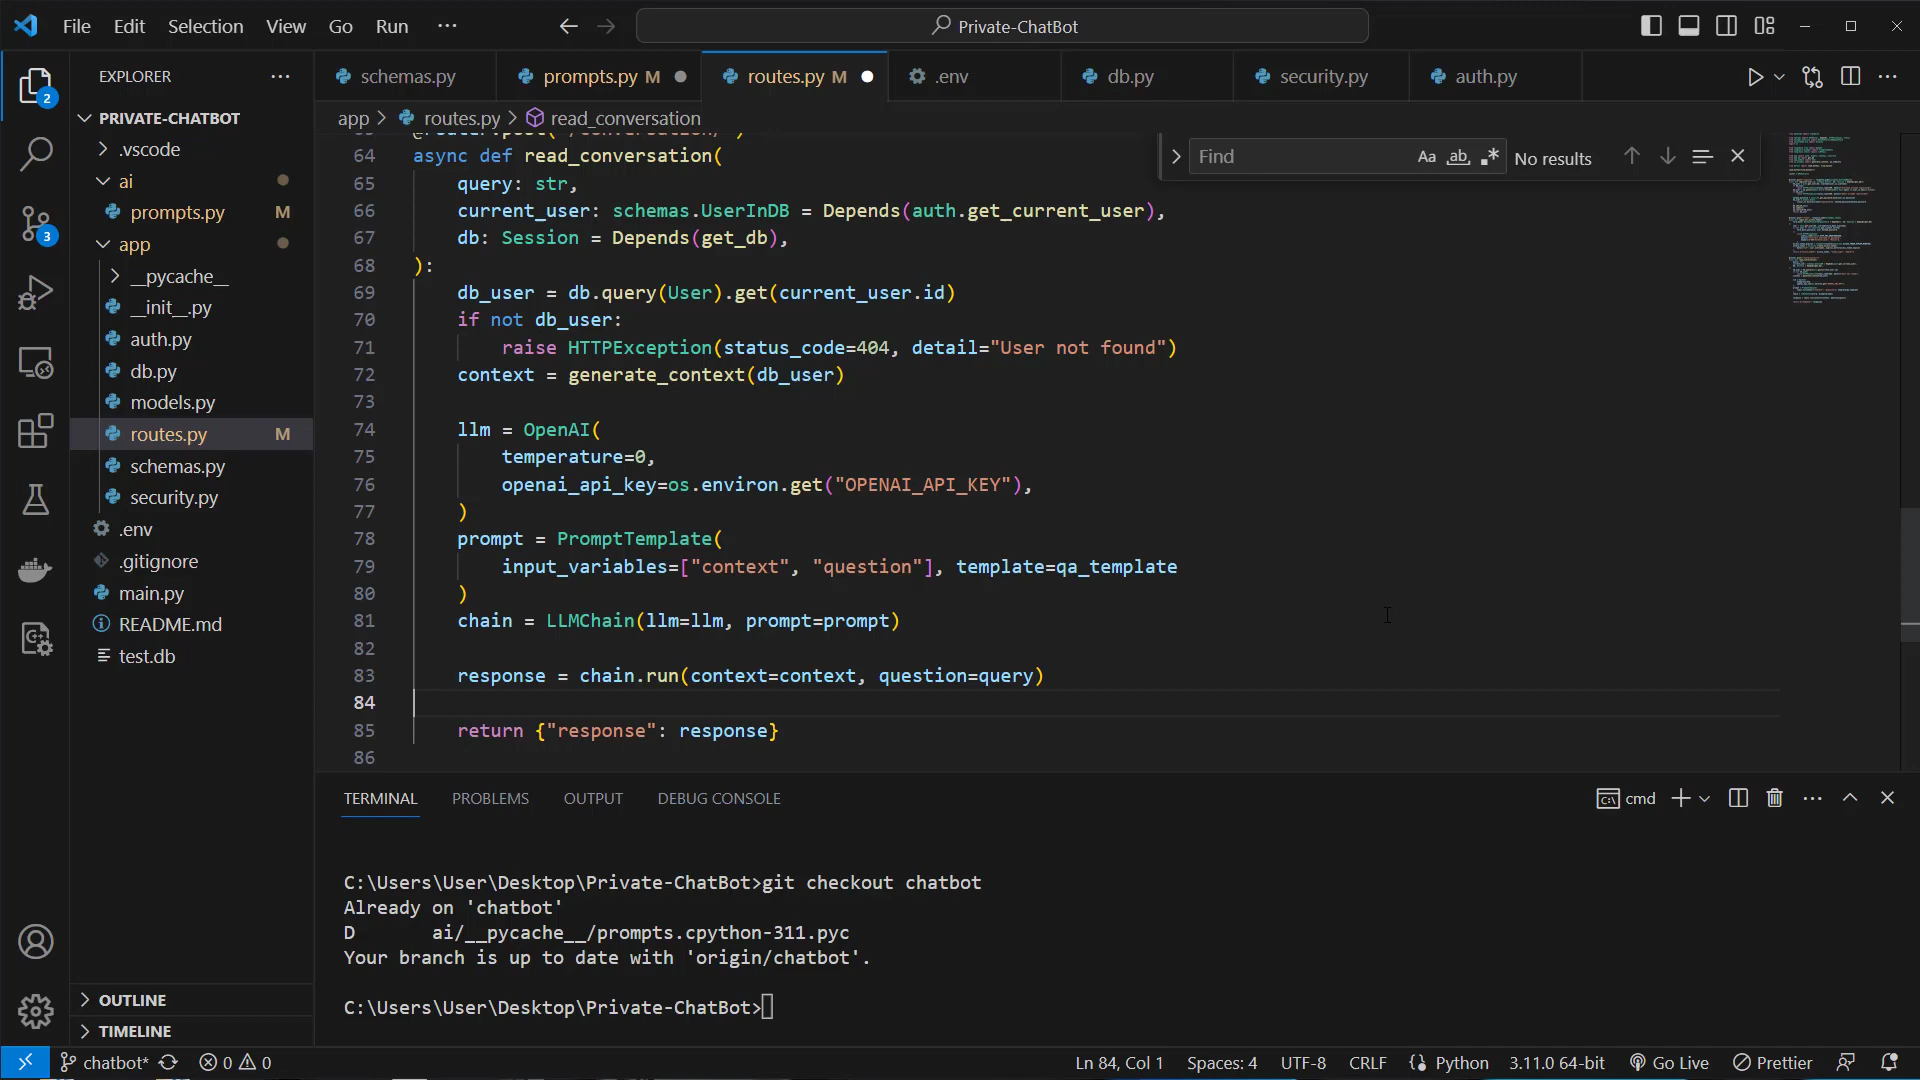 File Edit Selection View Go Run ··· Private-ChatBot
EXPLORER ···
PRIVATE-CHATBOT
.vscode
ai
prompts.py M
app
__pycache__
__init__.py
auth.py
db.py
models.py
routes.py M
schemas.py
security.py
.env
.gitignore
main.py
README.md
test.db
OUTLINE
TIMELINE
2
3
schemas.py prompts.py M routes.py M .env db.py security.py auth.py
app > routes.py > read_conversation
Find Aa ab No results
64 async def read_conversation(
65 query: str,
66 current_user: schemas.UserInDB = Depends(auth.get_current_user),
67 db: Session = Depends(get_db),
68 ):
69 db_user = db.query(User).get(current_user.id)
70 if not db_user:
71 raise HTTPException(status_code=404, detail="User not found")
72 context = generate_context(db_user)
73
74 llm = OpenAI(
75 temperature=0,
76 openai_api_key=os.environ.get("OPENAI_API_KEY"),
77 )
78 prompt = PromptTemplate(
79 input_variables=["context", "question"], template=qa_template
80 )
81 chain = LLMChain(llm=llm, prompt=prompt)
82
83 response = chain.run(context=context, question=query)
84
85 return {"response": response}
86
TERMINAL PROBLEMS OUTPUT DEBUG CONSOLE cmd
C:\Users\User\Desktop\Private-ChatBot>git checkout chatbot
Already on 'chatbot'
D ai/__pycache__/prompts.cpython-311.pyc
Your branch is up to date with 'origin/chatbot'.
C:\Users\User\Desktop\Private-ChatBot>
chatbot* 0 0 Ln 84, Col 1 Spaces: 4 UTF-8 CRLF Python 3.11.0 64-bit Go Live Prettier